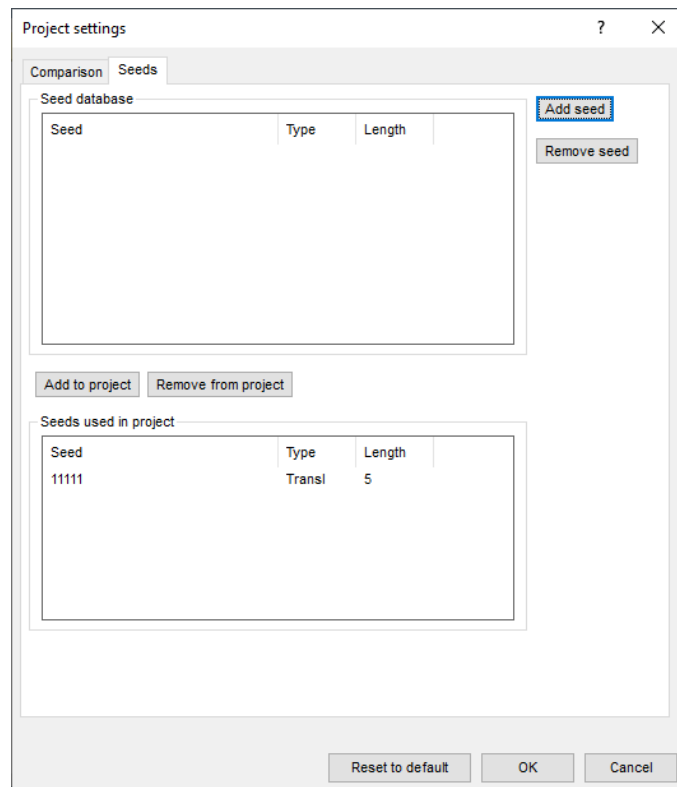 Project settings
?
Comparison Seeds
Seed database
Add seed
Seed Type Length
Remove seed
Add to project Remove from project
Seeds used in project
Seed Type Length
11111 Transl 5
Reset to default OK Cancel